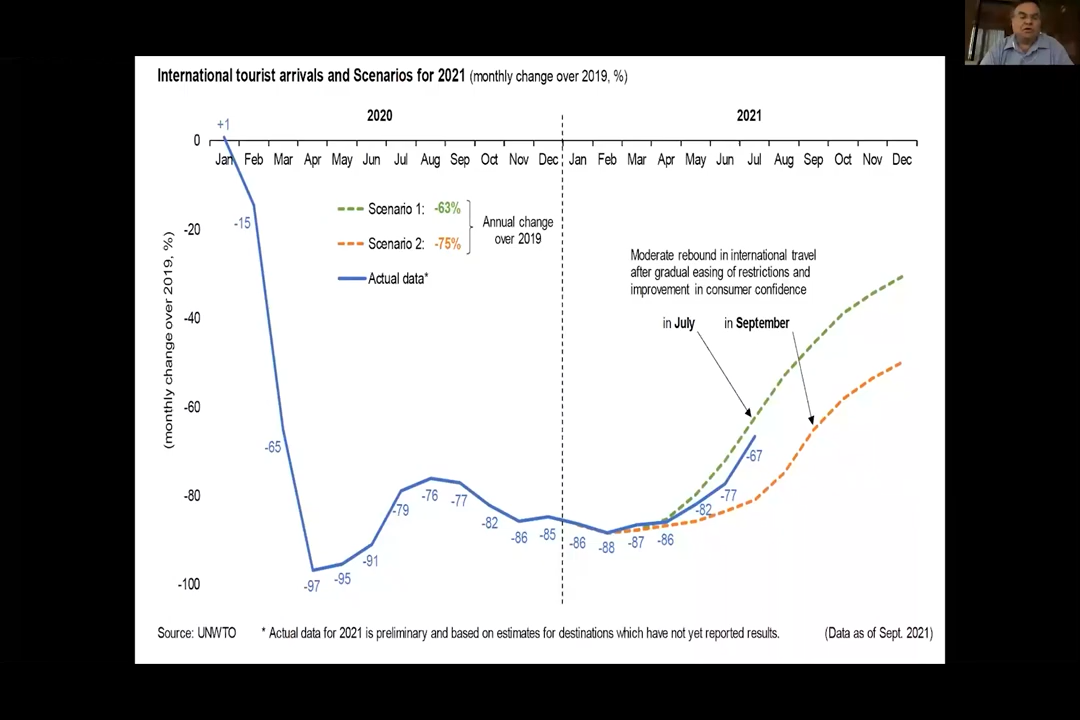 International tourist arrivals and Scenarios for 2021 (monthly change over 2019, %)
2020 2021
+1
0
Jan Feb Mar Apr May Jun Jul Aug Sep Oct Nov Dec Jan Feb Mar Apr May Jun Jul Aug Sep Oct Nov Dec
Scenario 1: -63%
Scenario 2: -75%
Annual change
over 2019
Actual data*
-15
-20
(monthly change over 2019, %)
Moderate rebound in international travel
after gradual easing of restrictions and
improvement in consumer confidence
in July in September
-40
-60
-65
-67
-80
-79 -76 -77 -82 -86 -85 -86 -88 -87 -86 -82 -77
-91
-95
-97
-100
Source: UNWTO * Actual data for 2021 is preliminary and based on estimates for destinations which have not yet reported results. (Data as of Sept. 2021)